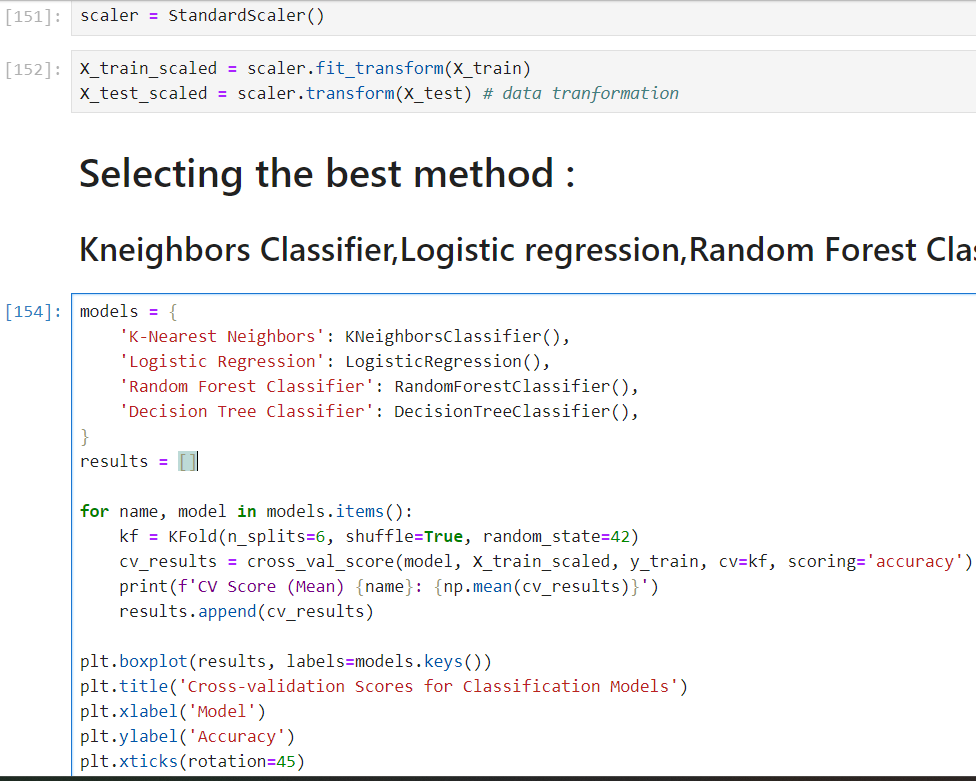 [151]: scaler = StandardScaler()
[152]: X_train_scaled = scaler.fit_transform(X_train)
X_test_scaled = scaler.transform(X_test) # data tranformation
Selecting the best method :
Kneighbors Classifier,Logistic regression,Random Forest Clas
[154]: models = {
    'K-Nearest Neighbors': KNeighborsClassifier(),
    'Logistic Regression': LogisticRegression(),
    'Random Forest Classifier': RandomForestClassifier(),
    'Decision Tree Classifier': DecisionTreeClassifier(),
}
results = []
for name, model in models.items():
    kf = KFold(n_splits=6, shuffle=True, random_state=42)
    cv_results = cross_val_score(model, X_train_scaled, y_train, cv=kf, scoring='accuracy')
    print(f'CV Score (Mean) {name}: {np.mean(cv_results)}')
    results.append(cv_results)
plt.boxplot(results, labels=models.keys())
plt.title('Cross-validation Scores for Classification Models')
plt.xlabel('Model')
plt.ylabel('Accuracy')
plt.xticks(rotation=45)